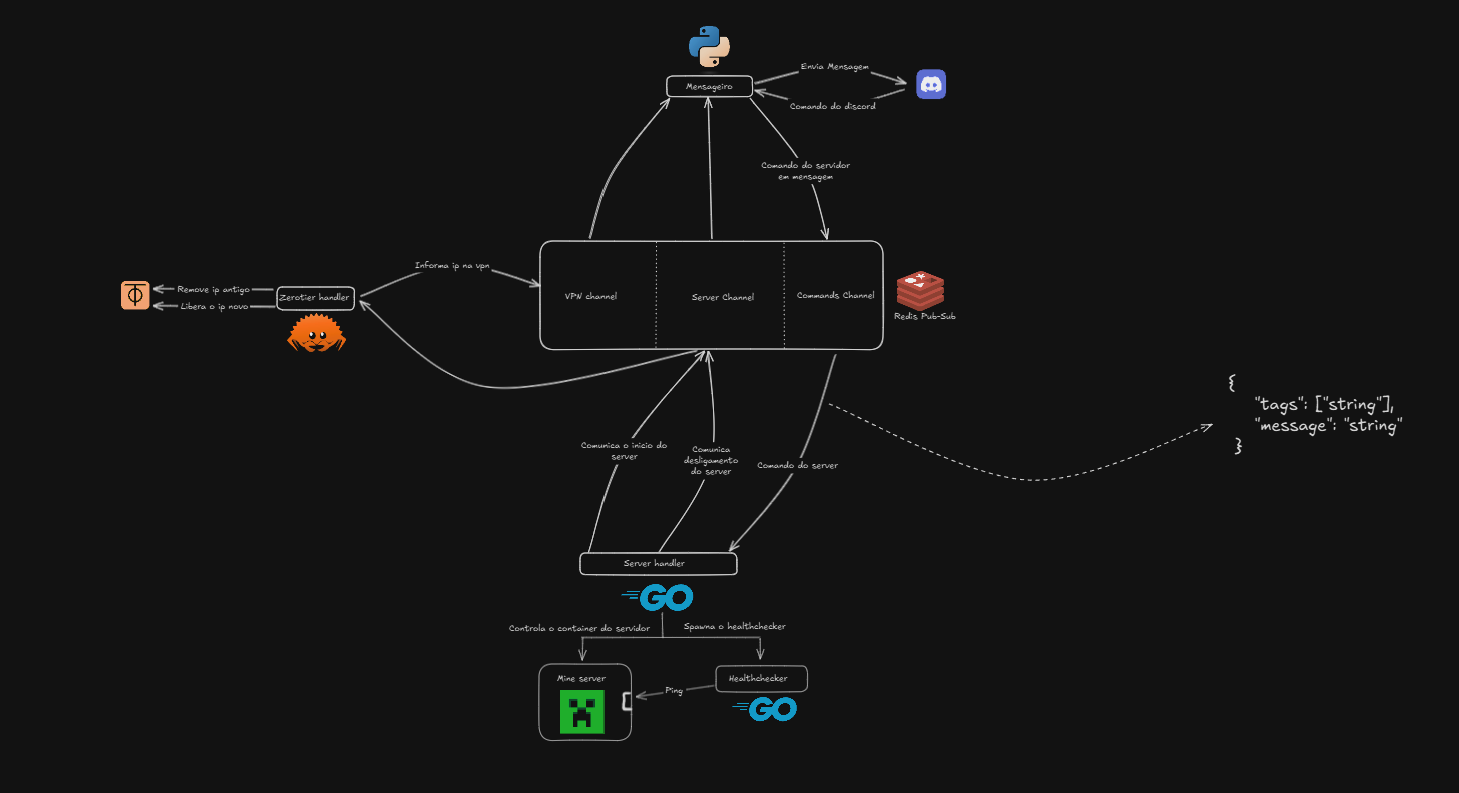 Mensageiro
Envia Mensagem
Comando do discord
Comando do servidor
em mensagem
Informa ip na vpn
Remove ip antigo
Libera o ip novo
Zerotier handler
VPN channel
Server Channel
Commands Channel
Redis Pub-Sub
{
"tags": ["string"],
"message": "string"
}
Comunica o inicio do
server
Comunica
desligamento
do server
Comando do server
Server handler
GO
Controla o container do servidor
Spawna o healthchecker
Mine server
Healthchecker
Ping
GO